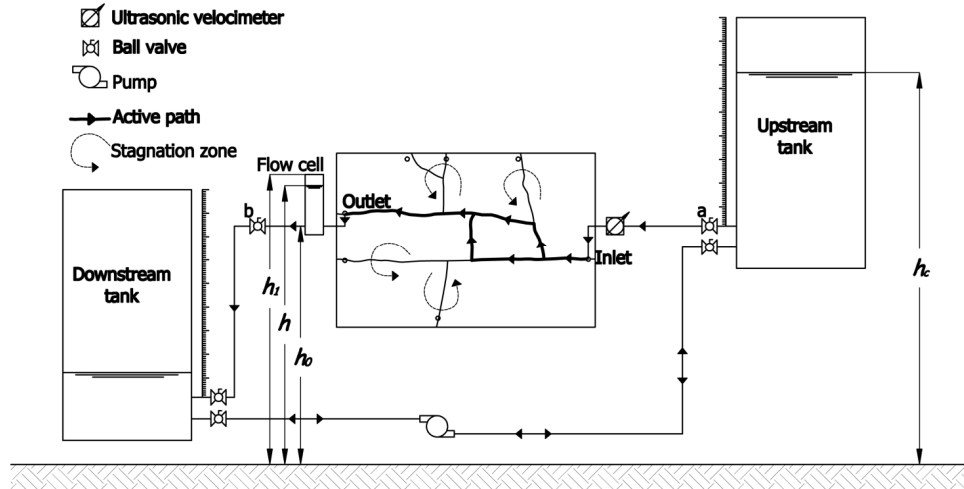 Ultrasonic velocimeter
Ball valve
Pump
Active path
Stagnation zone
Flow cell
Upstream
tank
Outlet
b
a
Inlet
Downstream
tank
h₁
h
h₀
h꜀